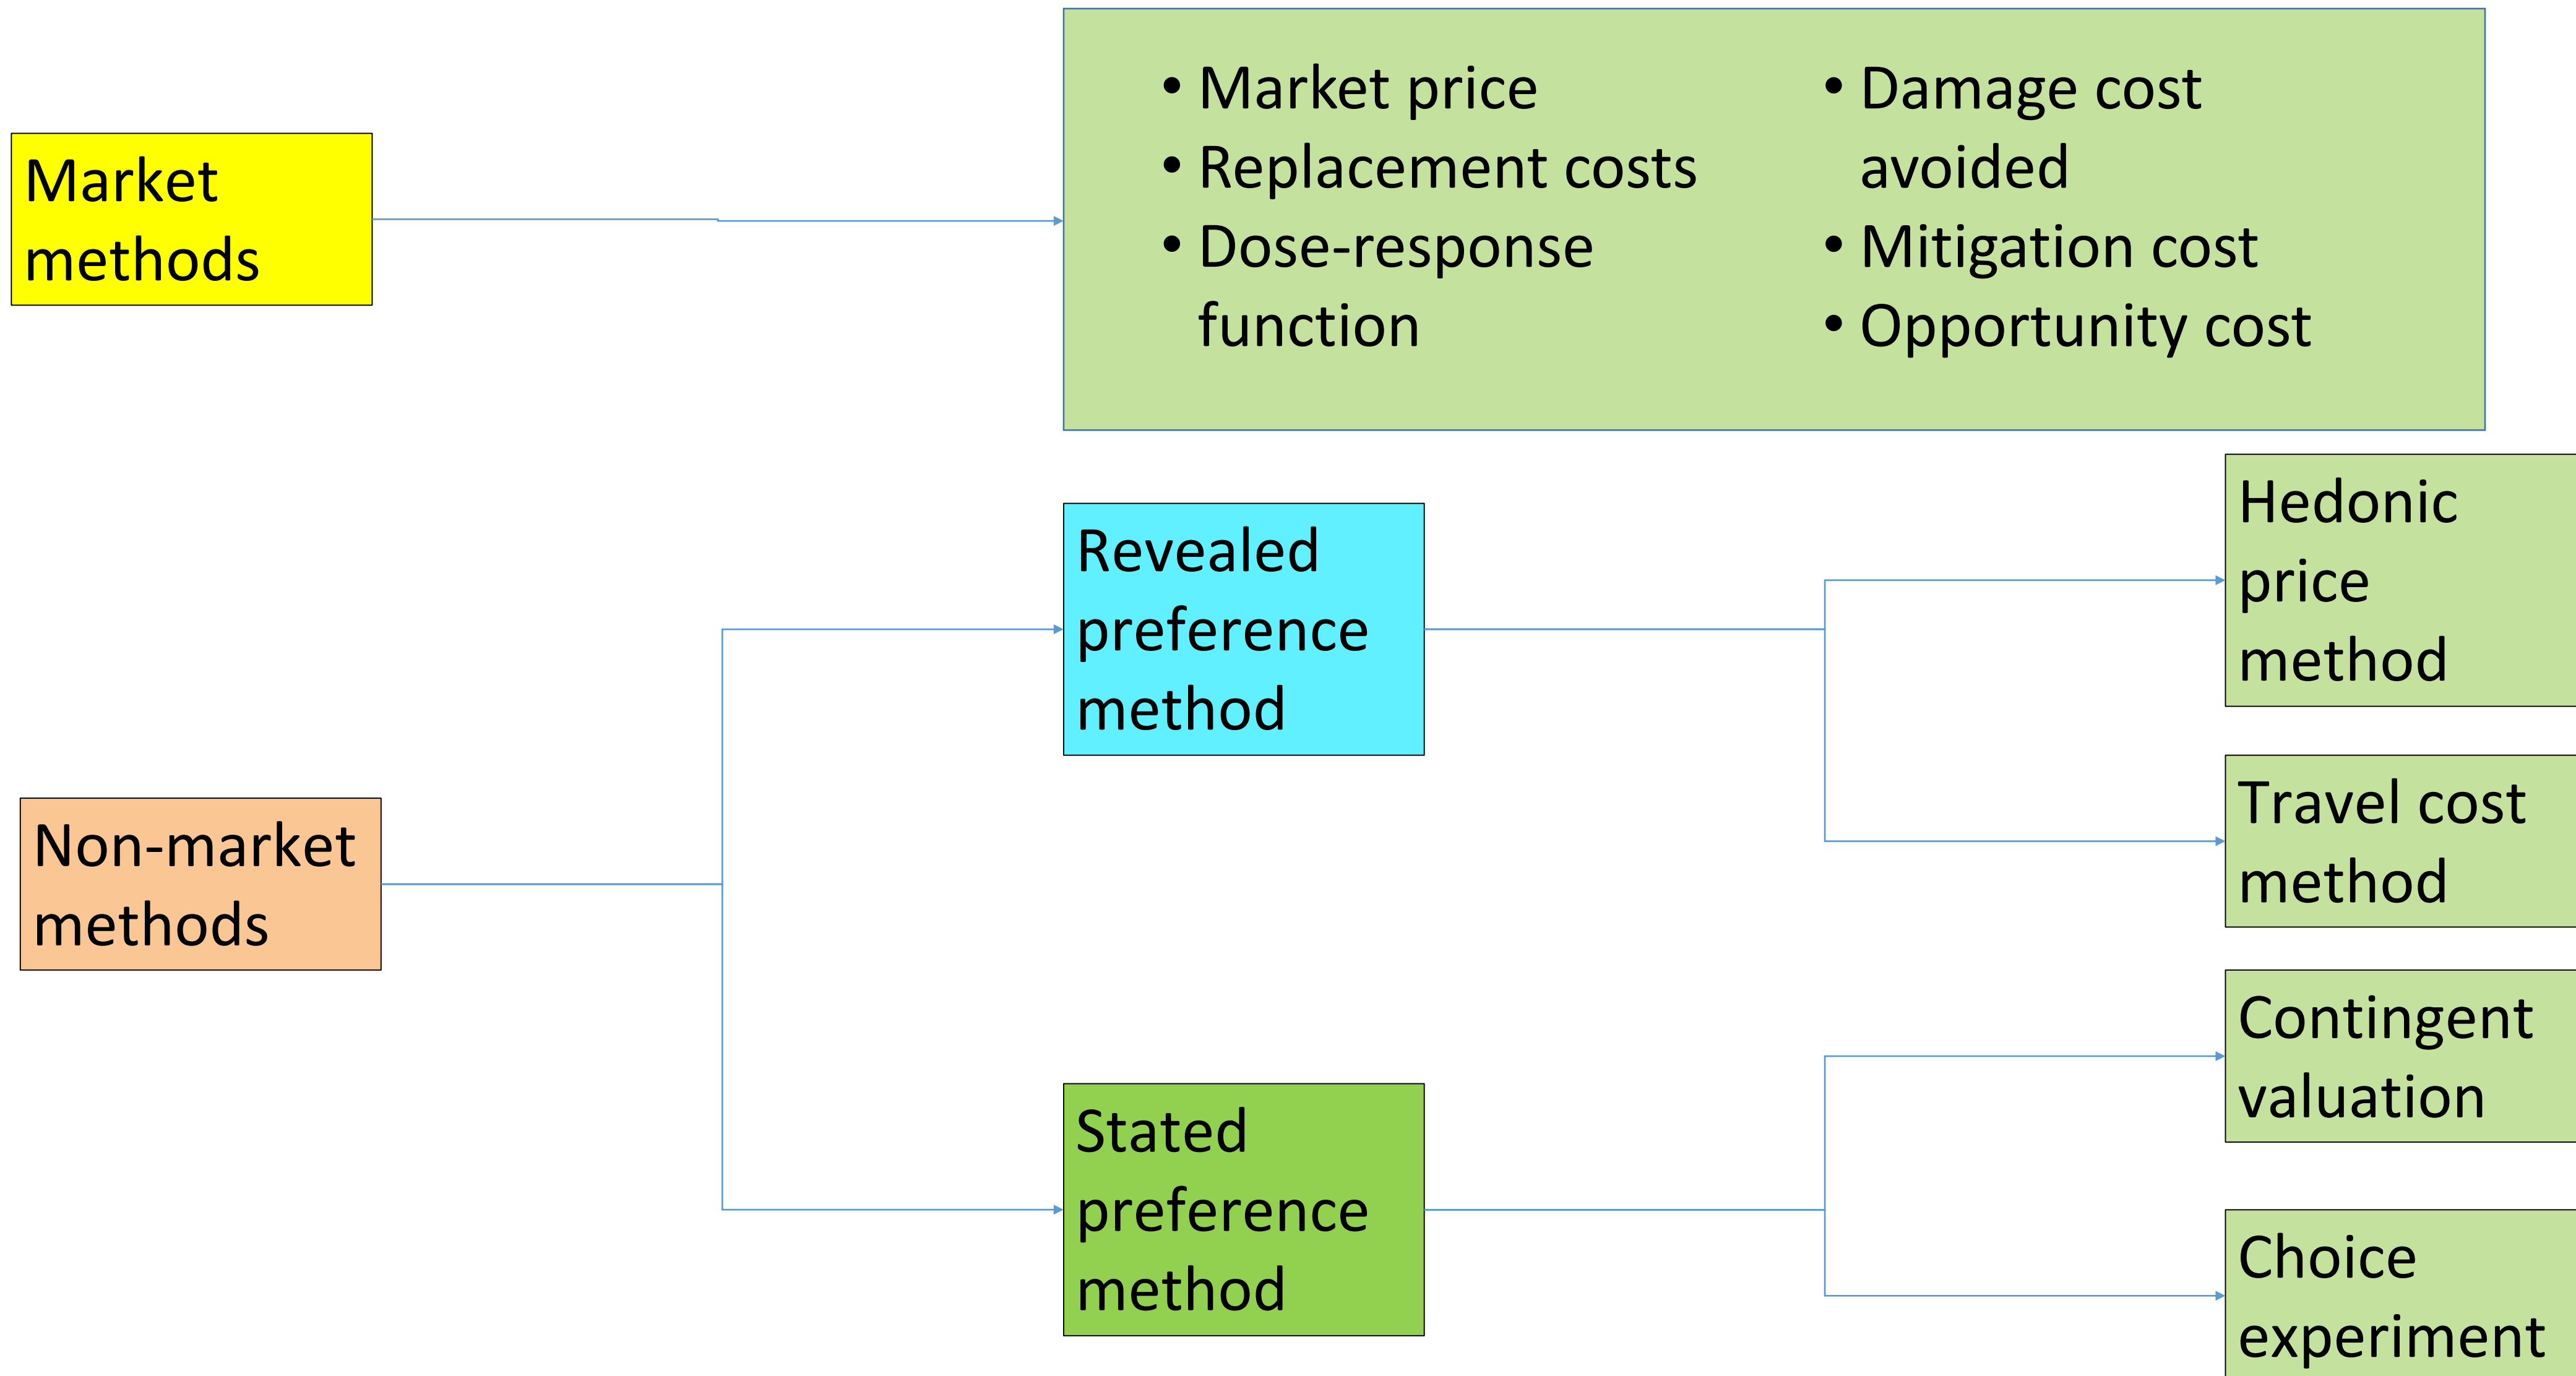 Market
methods
• Market price
• Replacement costs
• Dose-response
function
• Damage cost
avoided
• Mitigation cost
• Opportunity cost
Non-market
methods
Revealed
preference
method
Hedonic
price
method
Travel cost
method
Stated
preference
method
Contingent
valuation
Choice
experiment